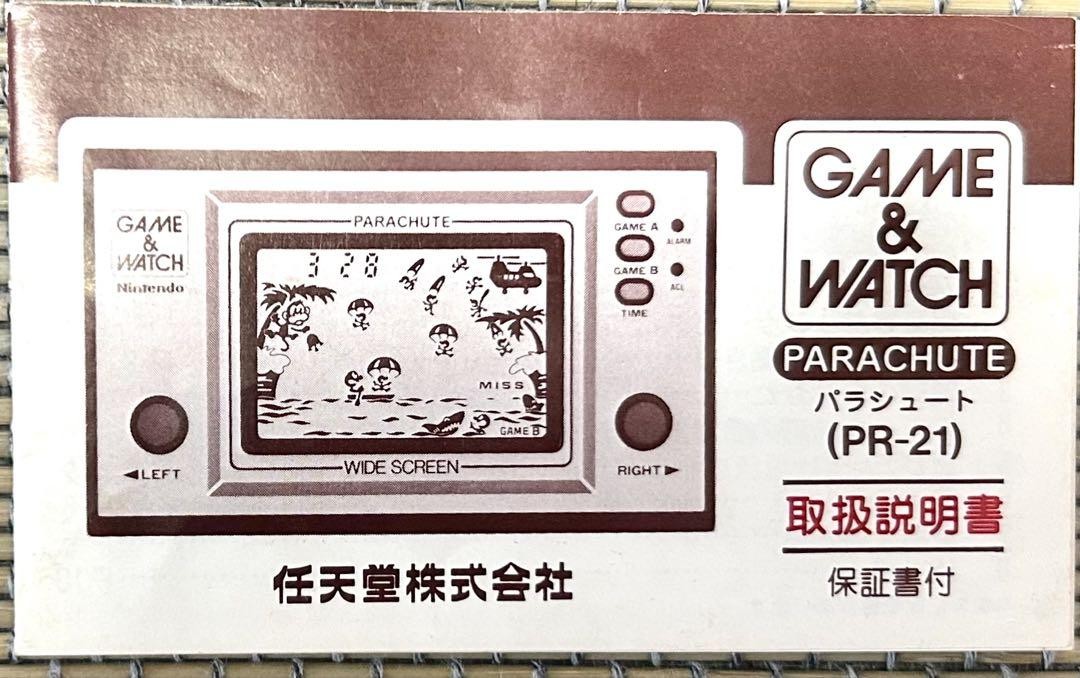 GAME
&
WATCH
Nintendo
PARACHUTE
3 28
MISS
GAME B
WIDE SCREEN
GAME A
ALARM
GAME B
ACL
TIME
◀LEFT
RIGHT▶
任天堂株式会社
GAME
&
WATCH
PARACHUTE
パラシュート
(PR-21)
取扱説明書
保証書付